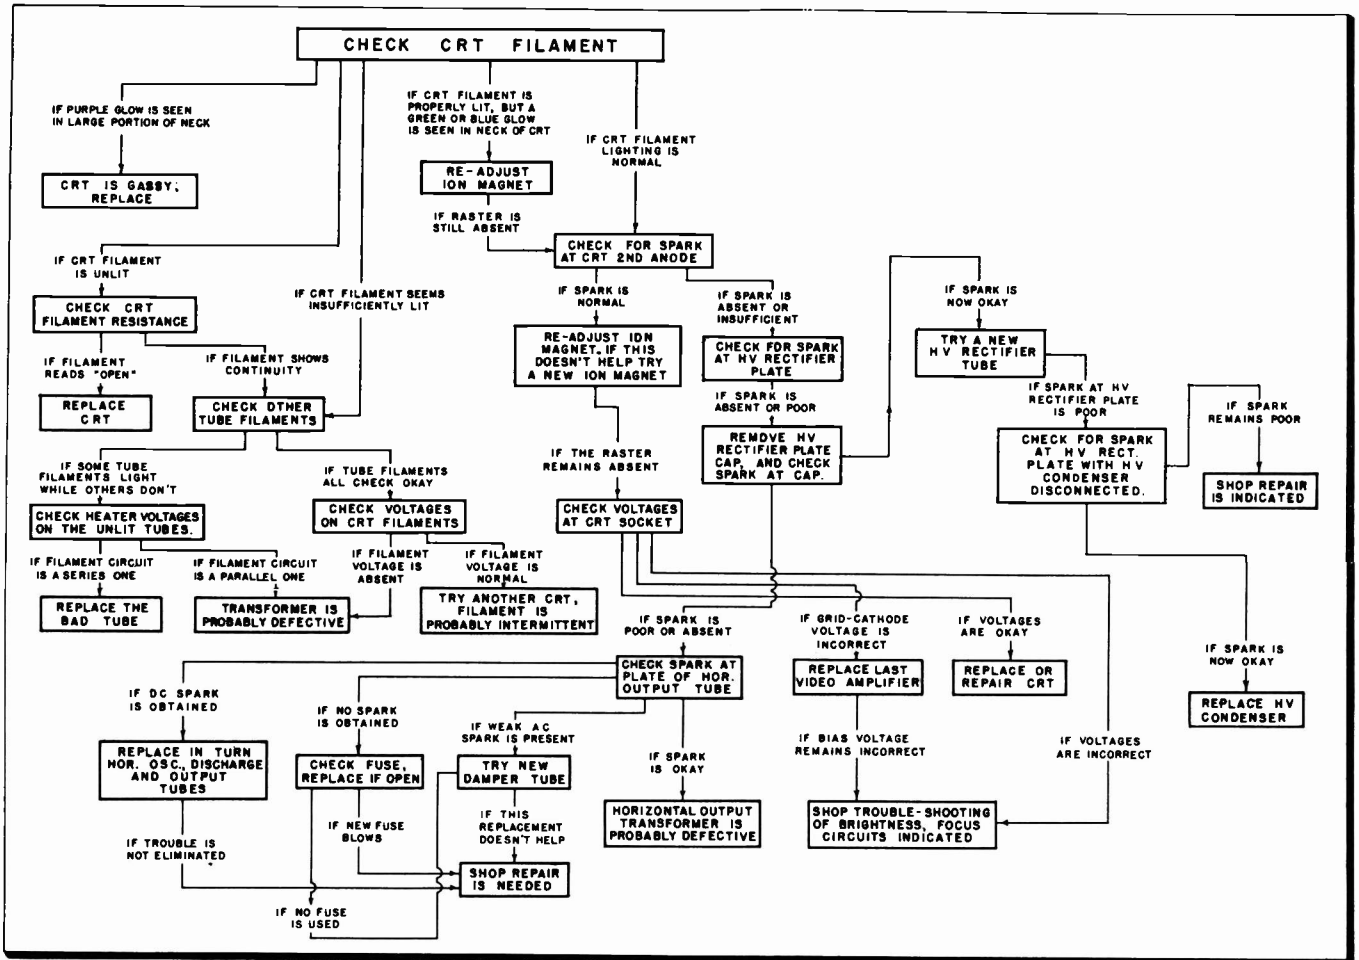 CHECK CRT FILAMENT
IF PURPLE GLOW IS SEEN
IN LARGE PORTION OF NECK
CRT IS GASSY;
REPLACE
IF CRT FILAMENT IS
PROPERLY LIT, BUT A
GREEN OR BLUE GLOW
IS SEEN IN NECK OF CRT
RE-ADJUST
ION MAGNET
IF RASTER IS
STILL ABSENT
IF CRT FILAMENT
LIGHTING IS
NORMAL
CHECK FOR SPARK
AT CRT 2ND ANODE
IF CRT FILAMENT
IS UNLIT
CHECK CRT
FILAMENT RESISTANCE
IF CRT FILAMENT SEEMS
INSUFFICIENTLY LIT
IF FILAMENT
READS "OPEN"
REPLACE
CRT
IF FILAMENT SHOWS
CONTINUITY
CHECK OTHER
TUBE FILAMENTS
IF SPARK IS
NORMAL
RE-ADJUST ION
MAGNET. IF THIS
DOESN'T HELP TRY
A NEW ION MAGNET
IF SPARK IS
ABSENT OR
INSUFFICIENT
CHECK FOR SPARK
AT HV RECTIFIER
PLATE
IF SPARK IS
ABSENT OR POOR
REMOVE HV
RECTIFIER PLATE
CAP, AND CHECK
SPARK AT CAP.
IF SPARK IS
NOW OKAY
TRY A NEW
HV RECTIFIER
TUBE
IF SPARK AT HV
RECTIFIER PLATE
IS POOR
CHECK FOR SPARK
AT HV RECT.
PLATE WITH HV
CONDENSER
DISCONNECTED.
IF SPARK
REMAINS POOR
SHOP REPAIR
IS INDICATED
IF SOME TUBE
FILAMENTS LIGHT
WHILE OTHERS DON'T
CHECK HEATER VOLTAGES
ON THE UNLIT TUBES.
IF TUBE FILAMENTS
ALL CHECK OKAY
CHECK VOLTAGES
ON CRT FILAMENTS
IF THE RASTER
REMAINS ABSENT
CHECK VOLTAGES
AT CRT SOCKET
IF FILAMENT CIRCUIT
IS A SERIES ONE
REPLACE THE
BAD TUBE
IF FILAMENT CIRCUIT
IS A PARALLEL ONE
TRANSFORMER IS
PROBABLY DEFECTIVE
IF FILAMENT
VOLTAGE IS
ABSENT
IF FILAMENT
VOLTAGE IS
NORMAL
TRY ANOTHER CRT,
FILAMENT IS
PROBABLY INTERMITTENT
IF SPARK IS
POOR OR ABSENT
CHECK SPARK AT
PLATE OF HOR.
OUTPUT TUBE
IF GRID-CATHODE
VOLTAGE IS
INCORRECT
REPLACE LAST
VIDEO AMPLIFIER
IF VOLTAGES
ARE OKAY
REPLACE OR
REPAIR CRT
IF SPARK IS
NOW OKAY
REPLACE HV
CONDENSER
IF DC SPARK
IS OBTAINED
REPLACE IN TURN
HOR. OSC., DISCHARGE
AND OUTPUT
TUBES
IF NO SPARK
IS OBTAINED
CHECK FUSE,
REPLACE IF OPEN
IF WEAK AC
SPARK IS PRESENT
TRY NEW
DAMPER TUBE
IF SPARK
IS OKAY
HORIZONTAL OUTPUT
TRANSFORMER IS
PROBABLY DEFECTIVE
IF BIAS VOLTAGE
REMAINS INCORRECT
IF VOLTAGES
ARE INCORRECT
SHOP TROUBLE-SHOOTING
OF BRIGHTNESS, FOCUS
CIRCUITS INDICATED
IF TROUBLE IS
NOT ELIMINATED
IF NEW FUSE
BLOWS
IF THIS
REPLACEMENT
DOESN'T HELP
SHOP REPAIR
IS NEEDED
IF NO FUSE
IS USED